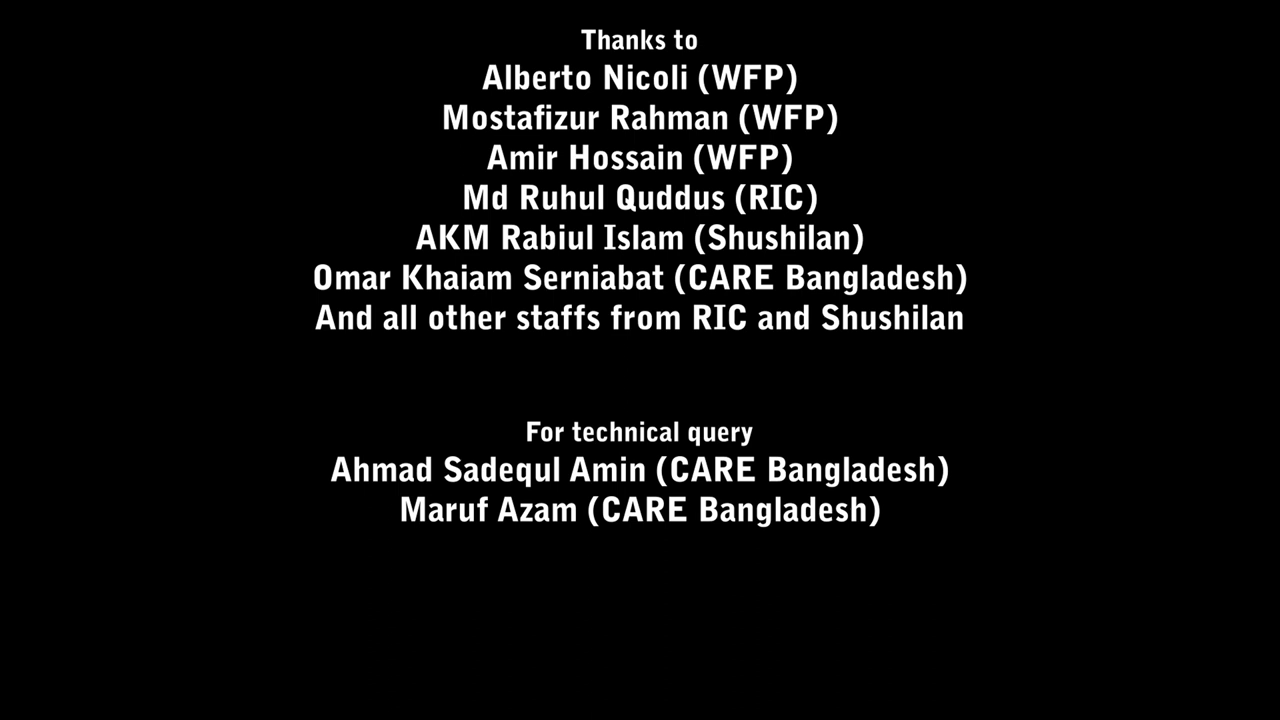 Thanks to
Alberto Nicoli (WFP)
Mostafizur Rahman (WFP)
Amir Hossain (WFP)
Md Ruhul Quddus (RIC)
AKM Rabiul Islam (Shushilan)
Omar Khaiam Serniabat (CARE Bangladesh)
And all other staffs from RIC and Shushilan
For technical query
Ahmad Sadequl Amin (CARE Bangladesh)
Maruf Azam (CARE Bangladesh)